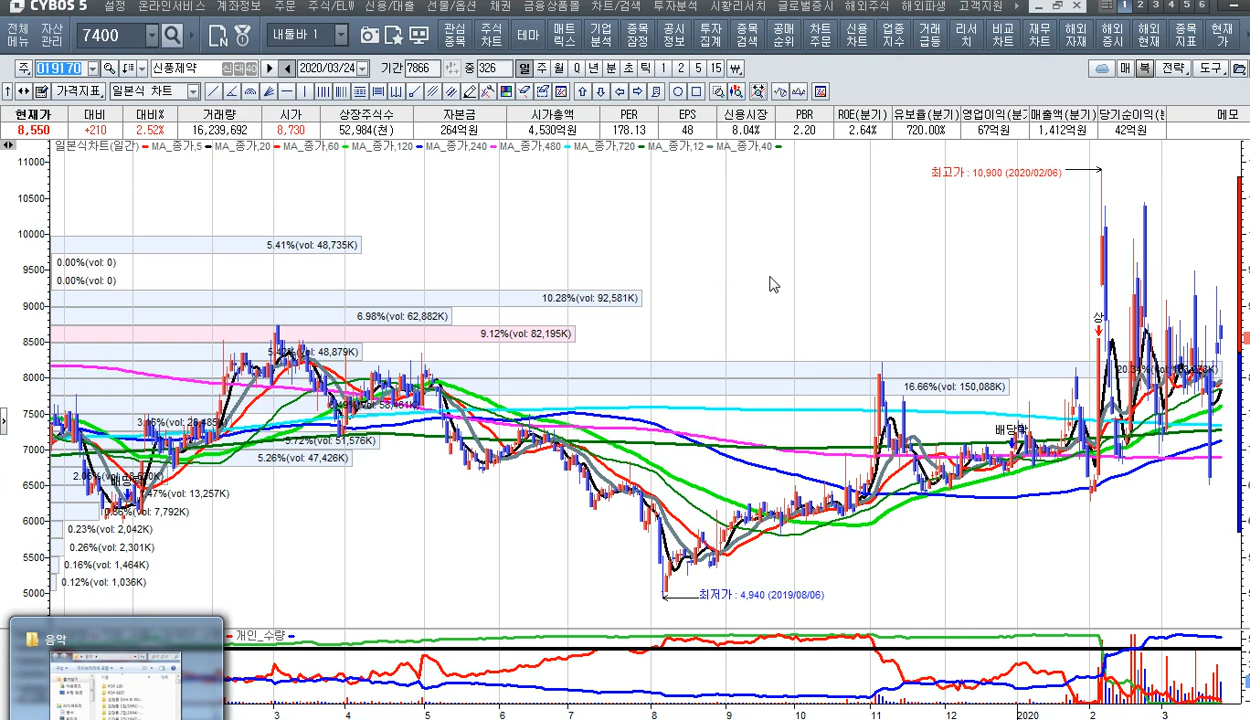 CYBOS 5 설정 온라인서비스 계좌정보 주문 주식/ELW 신용/대출 선물/옵션 채권 금융상품몰 차트/검색 투자분석 시황리서치 글로벌증시 해외주식 해외파생 고객지원 1 2 3 4 5 6
전체메뉴 자산관리 7400 내툴바 1 관심종목 주식차트 테마 매트릭스 기업분석 종목잠정 공시정보 투자집계 종목검색 공매순위 차트주문 신용차트 업종지수 거래급등 리서치 비교차트 재무차트 해외자재 해외증시 해외현재 종목지표 현재가
주 019170 신풍제약 2020/03/24 기간 7866 종 326 일 주 월 Q 년 분 초 틱 1 2 5 15 매 복 전략 도구
가격지표 일본식 차트
현재가 대비 대비% 거래량 시가 상장주식수 자본금 시가총액 PER EPS 신용시장 PBR ROE(분기) 유보율(분기) 영업이익(분기 매출액(분기) 당기순이익(분 메모
8,550 +210 2.52% 16,239,692 8,730 52,984(천) 264억원 4,530억원 178.13 48 8.04% 2.20 2.64% 720.00% 67억원 1,412억원 42억원
일본식차트(일간) MA_종가,5 MA_종가,20 MA_종가,60 MA_종가,120 MA_종가,240 MA_종가,480 MA_종가,720 MA_종가,12 MA_종가,40
11000
최고가 : 10,900 (2020/02/06)
10500
10000
5.41%(vol: 48,735K)
0.00%(vol: 0)
9500
0.00%(vol: 0)
10.28%(vol: 92,581K)
9000
6.98%(vol: 62,882K)
상
9.12%(vol: 82,195K)
8500
48,879K)
8000
16.66%(vol: 150,088K)
7500
배당락
5.72%(vol: 51,576K)
7000
5.26%(vol: 47,426K)
6500
13,257K)
6000
7,792K)
0.23%(vol: 2,042K)
0.26%(vol: 2,301K)
5500
0.16%(vol: 1,464K)
0.12%(vol: 1,036K)
5000
최저가 : 4,940 (2019/08/06)
음악
개인_수량
3 4 5 6 7 8 9 10 11 12 2020 2 3